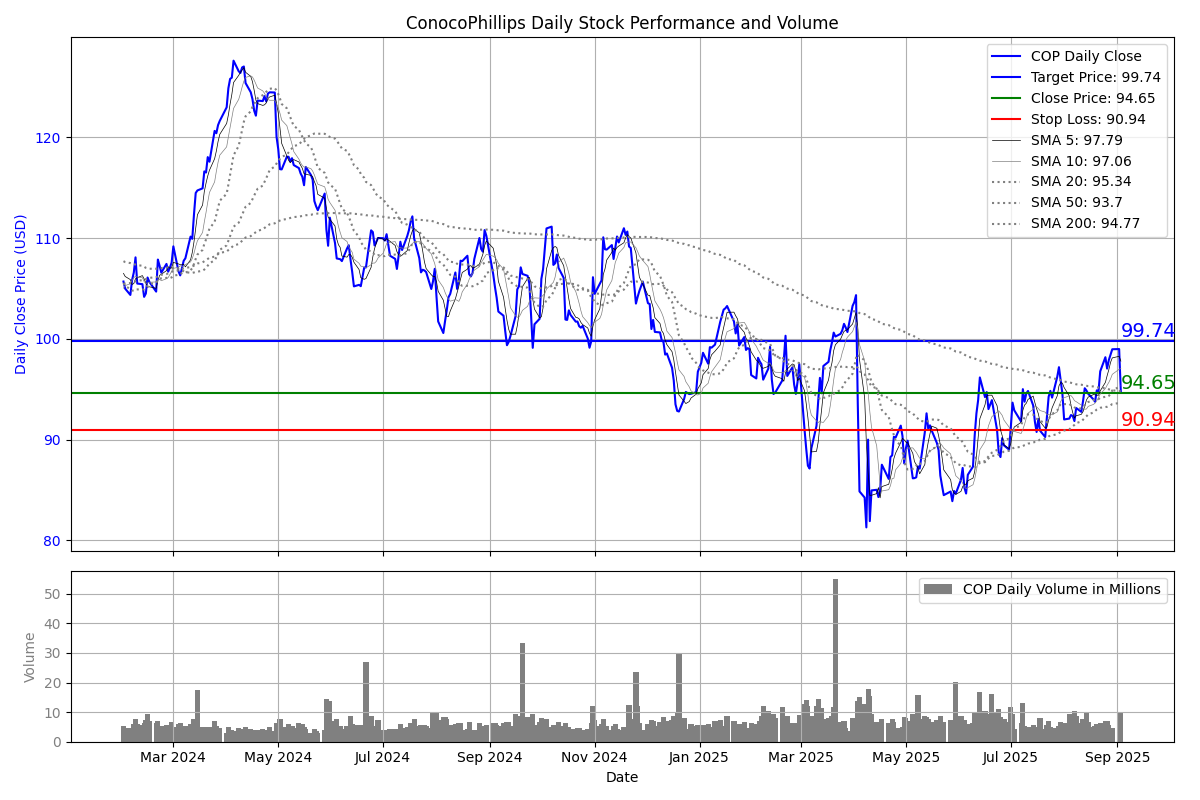 ConocoPhillips Daily Stock Performance and Volume
Daily Close Price (USD)
120
110
100
90
80
COP Daily Close
Target Price: 99.74
Close Price: 94.65
Stop Loss: 90.94
SMA 5: 97.79
SMA 10: 97.06
SMA 20: 95.34
SMA 50: 93.7
SMA 200: 94.77
99.74
94.65
90.94
Volume
50
40
30
20
10
0
COP Daily Volume in Millions
Mar 2024 May 2024 Jul 2024 Sep 2024 Nov 2024 Jan 2025 Mar 2025 May 2025 Jul 2025 Sep 2025
Date